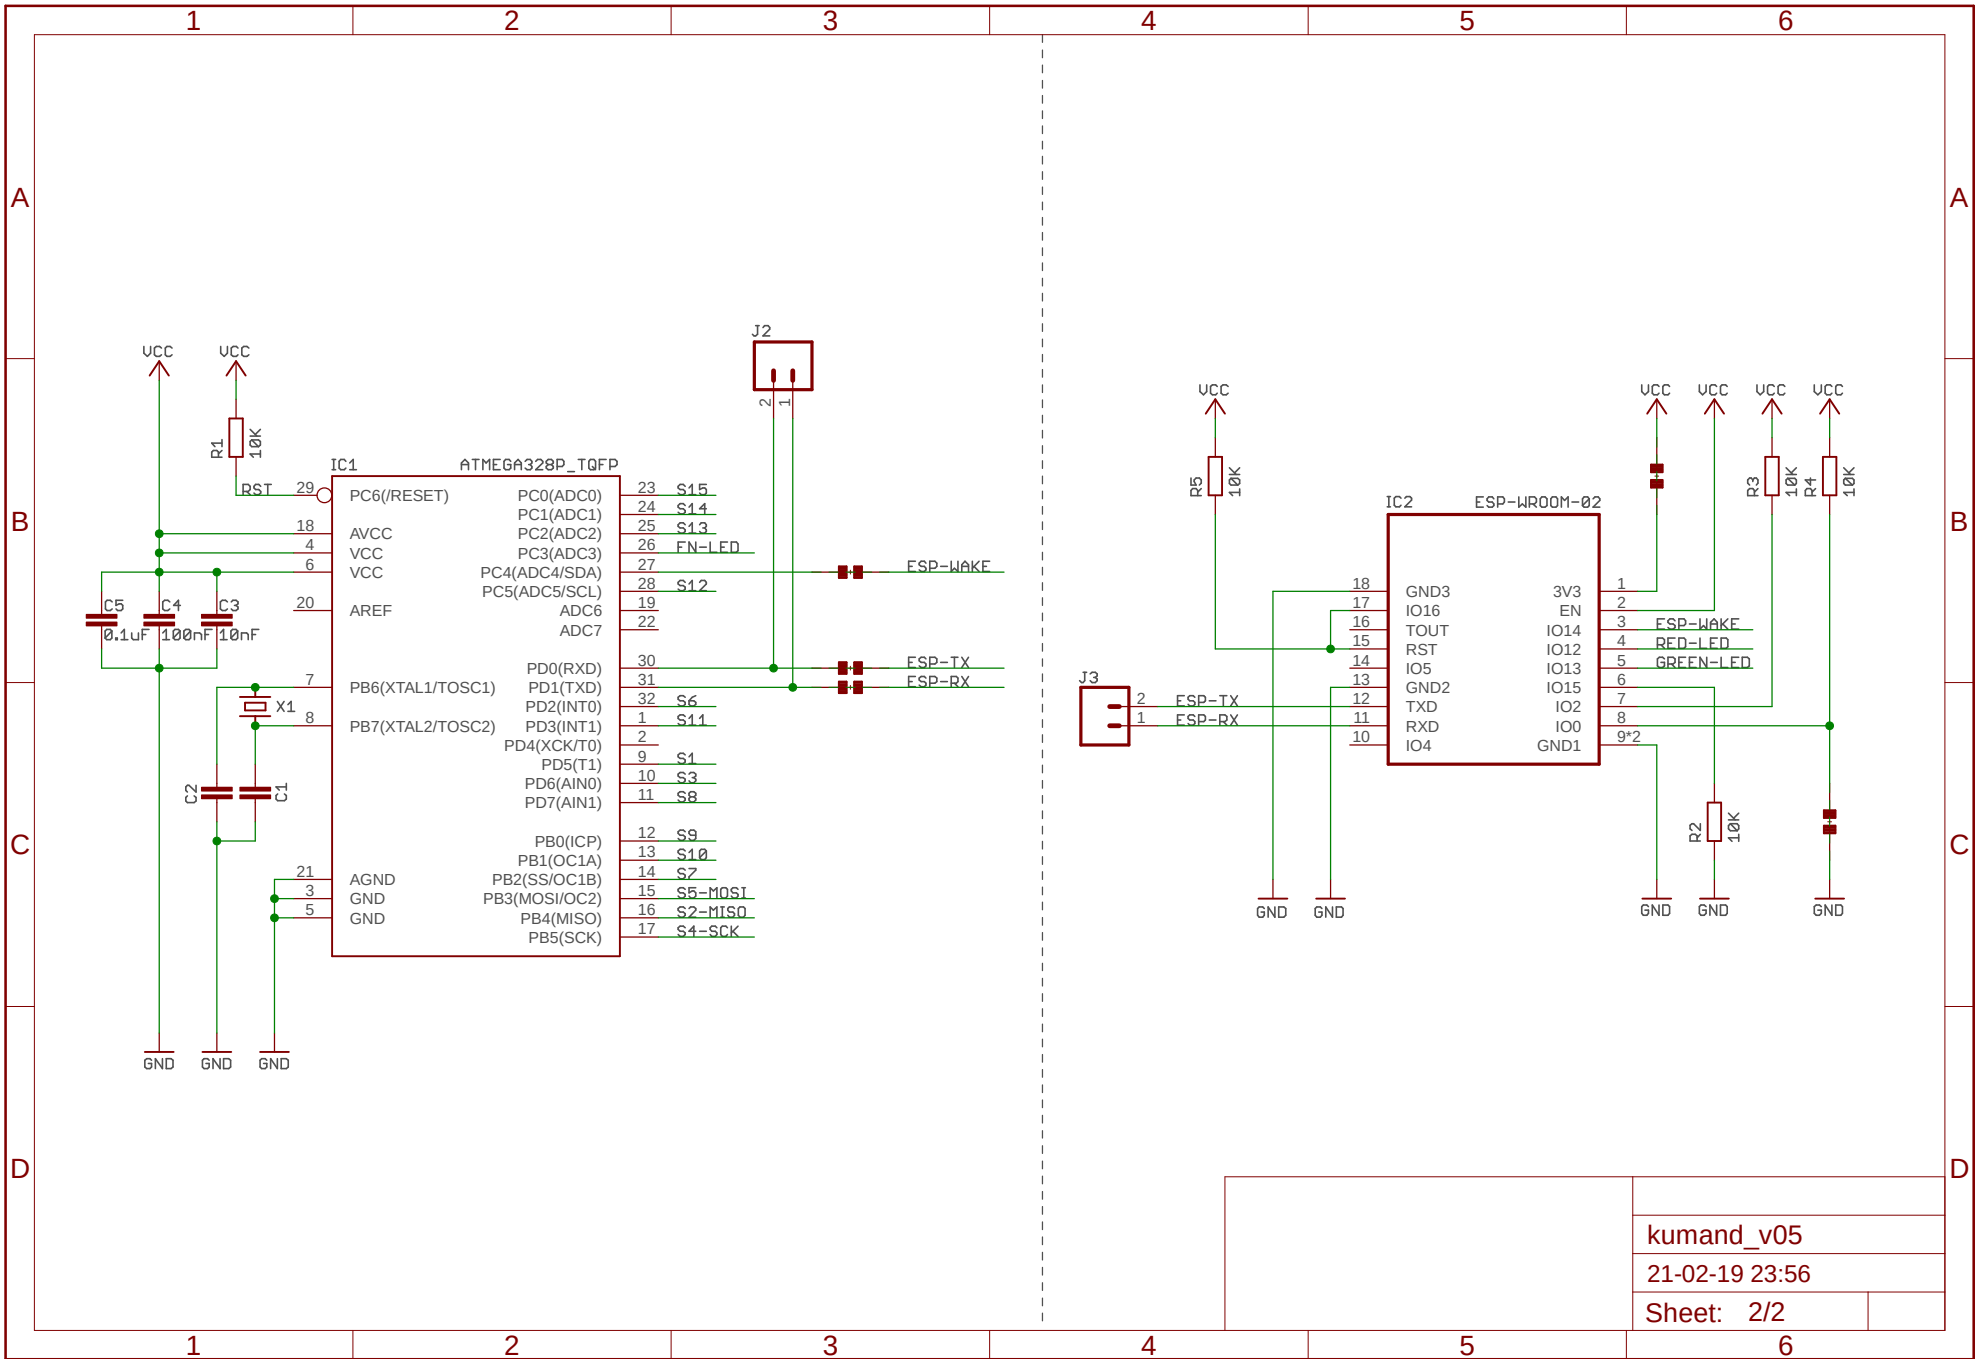 1 2 3 4 5 6
A A
B B
C C
D D
VCC VCC
R1 10K
RST
IC1 ATMEGA328P_TQFP
29 PC6(/RESET)
18 AVCC
4 VCC
6 VCC
20 AREF
7 PB6(XTAL1/TOSC1)
8 PB7(XTAL2/TOSC2)
21 AGND
3 GND
5 GND
PC0(ADC0) 23 S15
PC1(ADC1) 24 S14
PC2(ADC2) 25 S13
PC3(ADC3) 26 FN-LED
PC4(ADC4/SDA) 27 ESP-WAKE
PC5(ADC5/SCL) 28 S12
ADC6 19
ADC7 22
PD0(RXD) 30 ESP-TX
PD1(TXD) 31 ESP-RX
PD2(INT0) 32 S6
PD3(INT1) 1 S11
PD4(XCK/T0) 2
PD5(T1) 9 S1
PD6(AIN0) 10 S3
PD7(AIN1) 11 S8
PB0(ICP) 12 S9
PB1(OC1A) 13 S10
PB2(SS/OC1B) 14 S7
PB3(MOSI/OC2) 15 S5-MOSI
PB4(MISO) 16 S2-MISO
PB5(SCK) 17 S4-SCK
C5 C4 C3
0.1uF 100nF 10nF
X1
C2 C1
GND GND GND
J2
2 1
VCC VCC VCC VCC VCC
R5 10K
R3 10K
R4 10K
IC2 ESP-WROOM-02
18 GND3
17 IO16
16 TOUT
15 RST
14 IO5
13 GND2
12 TXD
11 RXD
10 IO4
3V3 1
EN 2
IO14 3 ESP-WAKE
IO12 4 RED-LED
IO13 5 GREEN-LED
IO15 6
IO2 7
IO0 8
GND1 9*2
J3
2 ESP-TX
1 ESP-RX
R2 10K
GND GND GND GND GND
kumand_v05
21-02-19 23:56
Sheet: 2/2
1 2 3 4 5 6